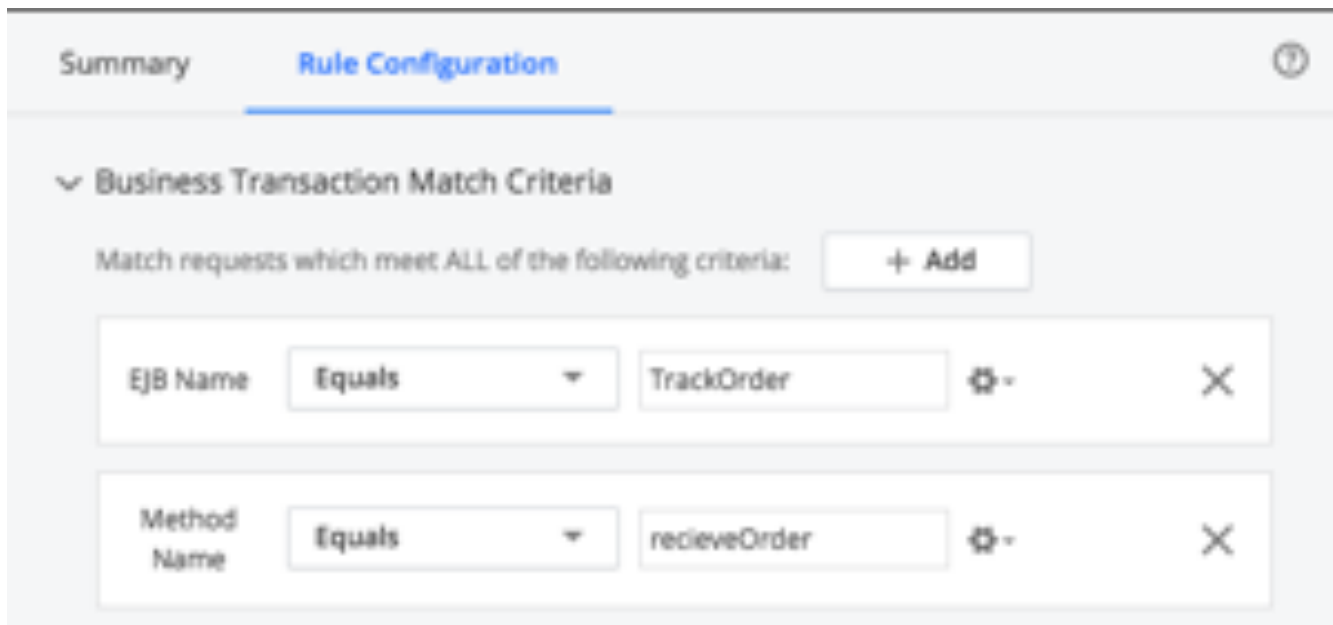 Summary Rule Configuration
Business Transaction Match Criteria
Match requests which meet ALL of the following criteria: + Add
EJB Name Equals TrackOrder
Method Name Equals recieveOrder